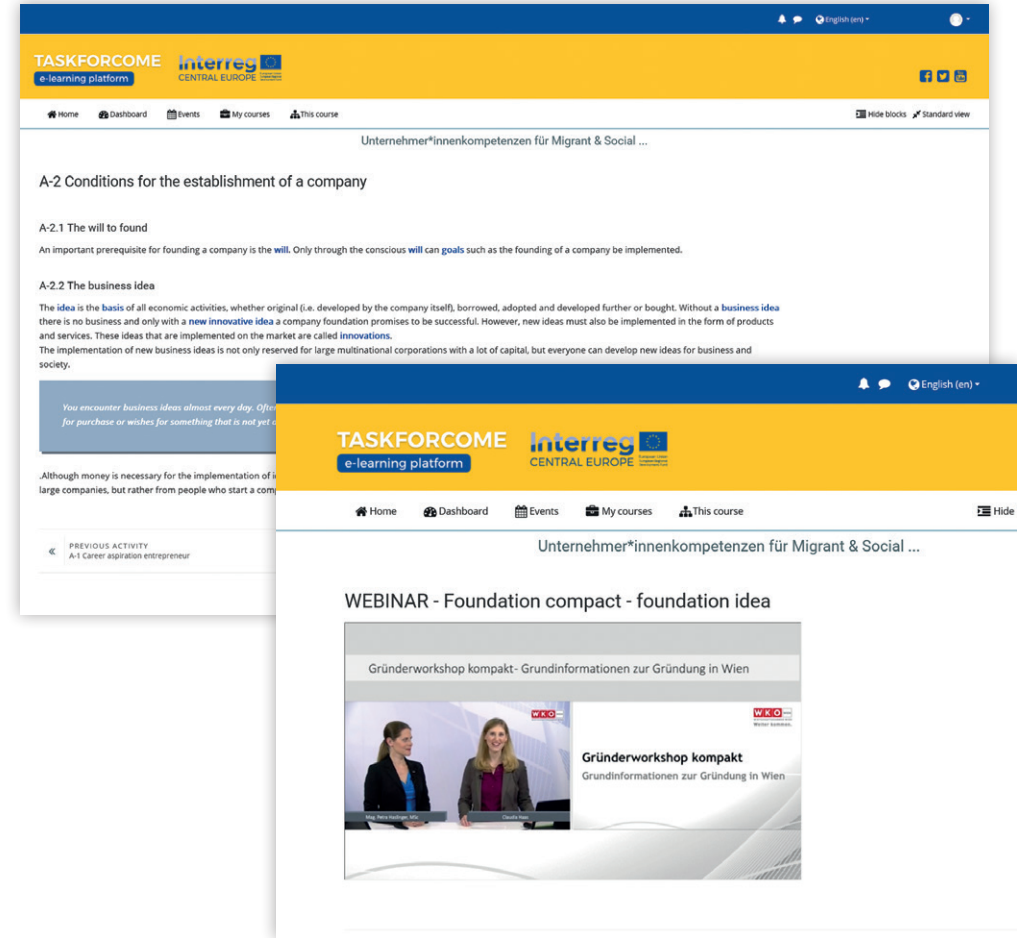 English (en)
TASKFORCOME
e-learning platform
Interreg
CENTRAL EUROPE
Home Dashboard Events My courses This course
Hide blocks Standard view
Unternehmer*innenkompetenzen für Migrant & Social ...
A-2 Conditions for the establishment of a company
A-2.1 The will to found
An important prerequisite for founding a company is the will. Only through the conscious will can goals such as the founding of a company be implemented.
A-2.2 The business idea
The idea is the basis of all economic activities, whether original (i.e. developed by the company itself), borrowed, adopted and developed further or bought. Without a business idea
there is no business and only with a new innovative idea a company foundation promises to be successful. However, new ideas must also be implemented in the form of products
and services. These ideas that are implemented on the market are called innovations.
The implementation of new business ideas is not only reserved for large multinational corporations with a lot of capital, but everyone can develop new ideas for business and
society.
You encounter business ideas almost every day.
for purchase or wishes for something that is not yet
.Although money is necessary for the implementation of
large companies, but rather from people who start a
PREVIOUS ACTIVITY
A-1 Career aspiration entrepreneur
English (en)
TASKFORCOME
e-learning platform
Interreg
CENTRAL EUROPE
Home Dashboard Events My courses This course
Hide
Unternehmer*innenkompetenzen für Migrant & Social ...
WEBINAR - Foundation compact - foundation idea
Gründerworkshop kompakt- Grundinformationen zur Gründung in Wien
WKO
WKO
Gründerworkshop kompakt
Grundinformationen zur Gründung in Wien